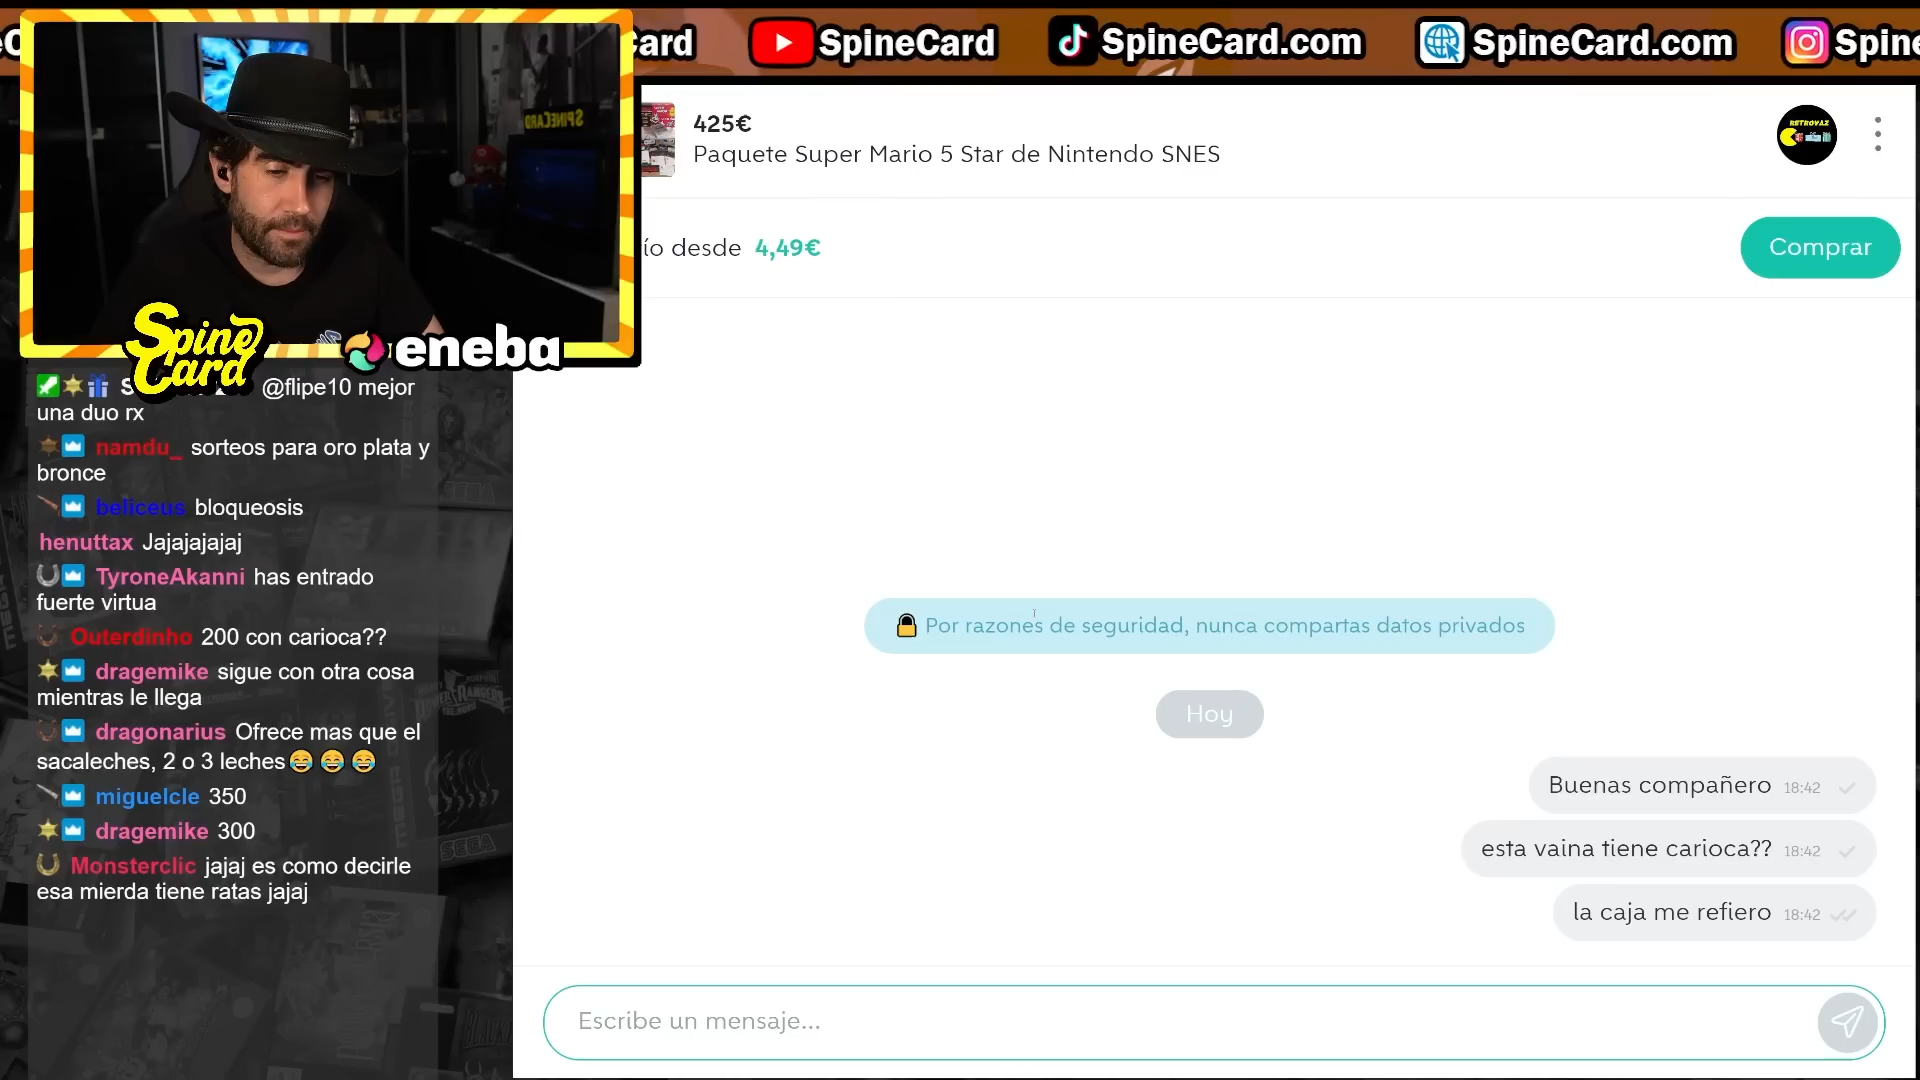 Card
SpineCard
SpineCard.com
SpineCard.com
Spine
SPINECARD
Spine
Card
eneba
425€
Paquete Super Mario 5 Star de Nintendo SNES
RETROVAZ
ío desde 4,49€
Comprar
@flipe10 mejor
una duo rx
namdu_ sorteos para oro plata y
bronce
beliceus bloqueosis
henuttax Jajajajajaj
TyroneAkanni has entrado
fuerte virtua
Outerdinho 200 con carioca??
dragemike sigue con otra cosa
mientras le llega
dragonarius Ofrece mas que el
sacaleches, 2 o 3 leches😂 😂 😂
miguelcle 350
dragemike 300
Monsterclic jajaj es como decirle
esa mierda tiene ratas jajaj
🔒 Por razones de seguridad, nunca compartas datos privados
Hoy
Buenas compañero 18:42
esta vaina tiene carioca?? 18:42
la caja me refiero 18:42
Escribe un mensaje...